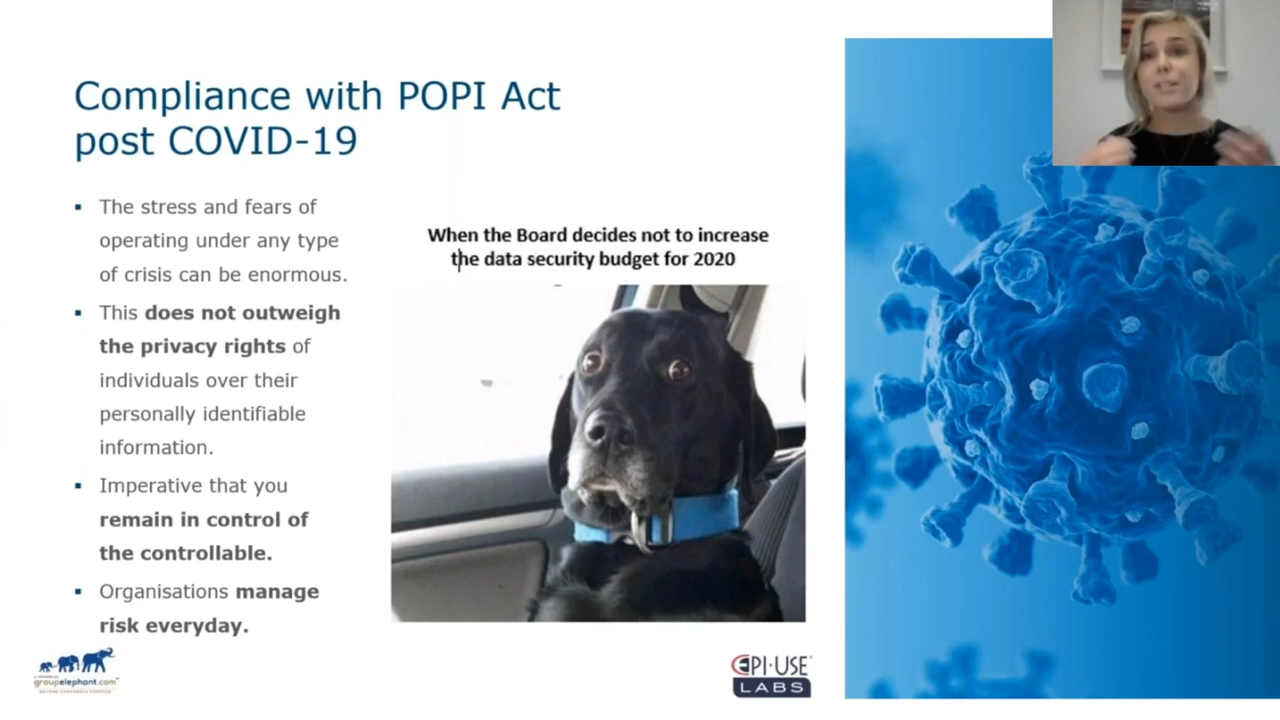 Compliance with POPI Act
post COVID-19
▪ The stress and fears of
operating under any type
of crisis can be enormous.
▪ This does not outweigh
the privacy rights of
individuals over their
personally identifiable
information.
▪ Imperative that you
remain in control of
the controllable.
▪ Organisations manage
risk everyday.
When the Board decides not to increase
the data security budget for 2020
groupelephant.com
EPI·USE
LABS